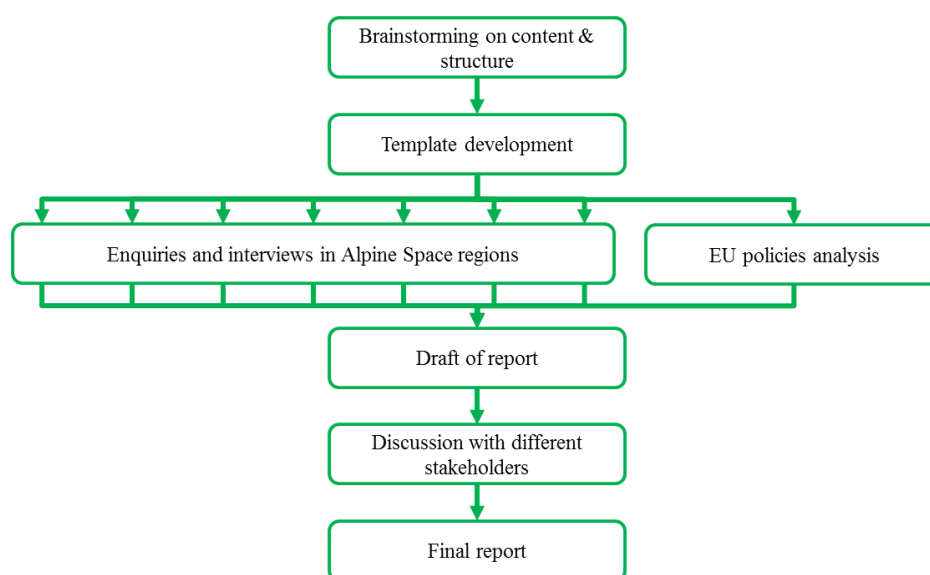 Brainstorming on content &
structure
Template development
Enquiries and interviews in Alpine Space regions
EU policies analysis
Draft of report
Discussion with different
stakeholders
Final report